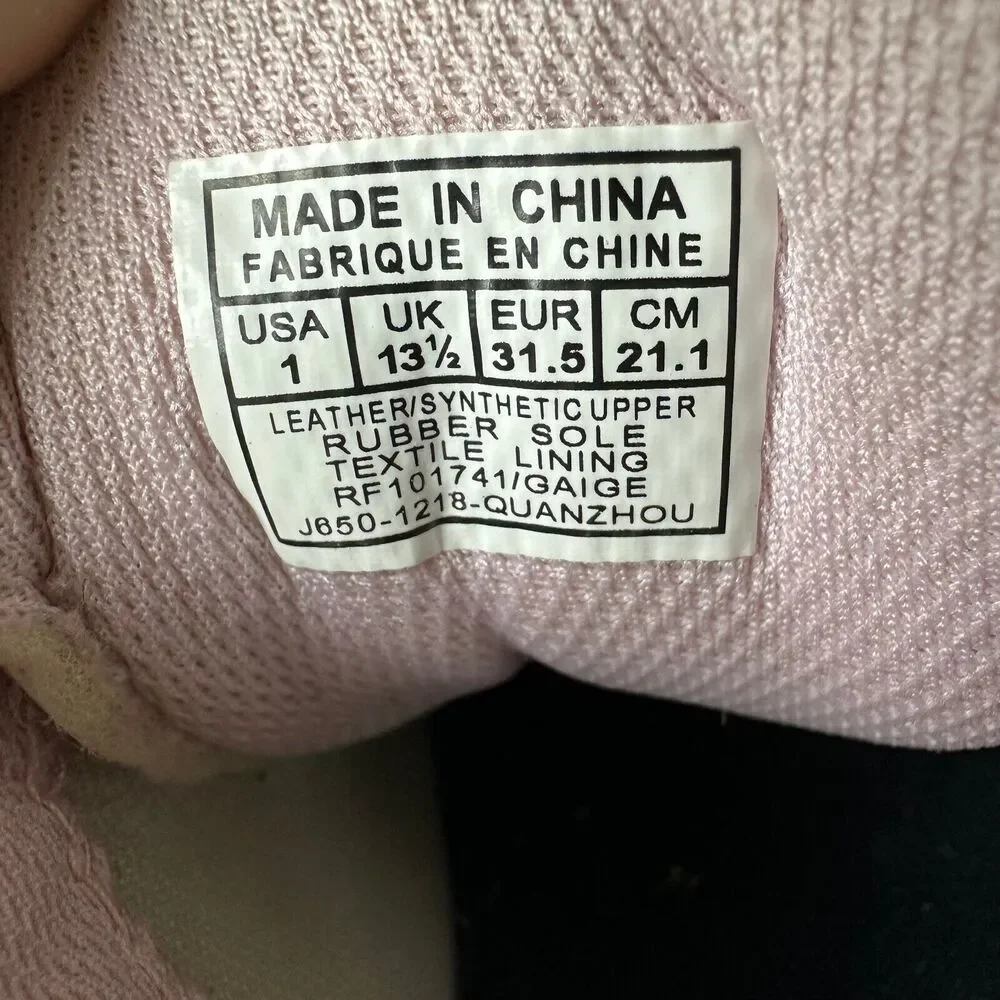 MADE IN CHINA
FABRIQUE EN CHINE
USA UK EUR CM
1 13½ 31.5 21.1
LEATHER/SYNTHETIC UPPER
RUBBER SOLE
TEXTILE LINING
RF101741/GAIGE
J650-1218-QUANZHOU